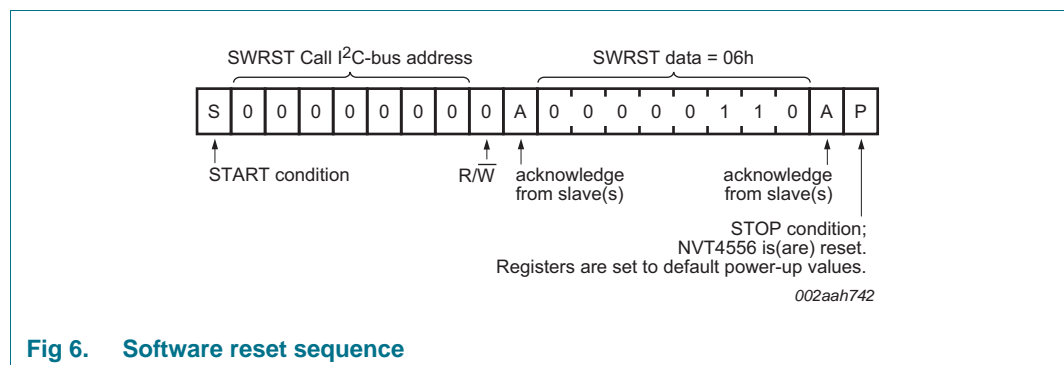 SWRST Call I2C-bus address SWRST data = 06h
S 0 0 0 0 0 0 0 0 A 0 0 0 0 0 1 1 0 A P
START condition R/W acknowledge from slave(s) acknowledge from slave(s)
STOP condition;
NVT4556 is(are) reset.
Registers are set to default power-up values.
002aah742
Fig 6. Software reset sequence